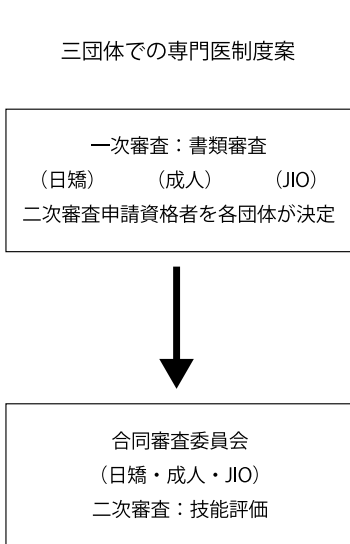 三団体での専門医制度案
一次審査：書類審査
（日矯） （成人） （JIO）
二次審査申請資格者を各団体が決定
合同審査委員会
（日矯・成人・JIO）
二次審査：技能評価